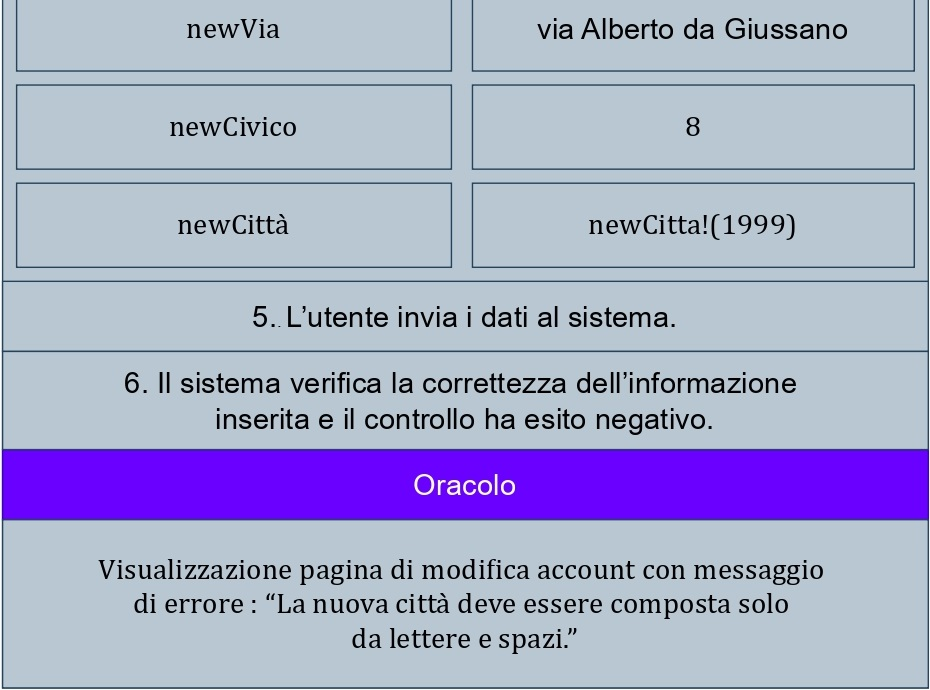 newVia via Alberto da Giussano
newCivico 8
newCittà newCitta!(1999)
5. L’utente invia i dati al sistema.
6. Il sistema verifica la correttezza dell’informazione
inserita e il controllo ha esito negativo.
Oracolo
Visualizzazione pagina di modifica account con messaggio
di errore : “La nuova città deve essere composta solo
da lettere e spazi.”